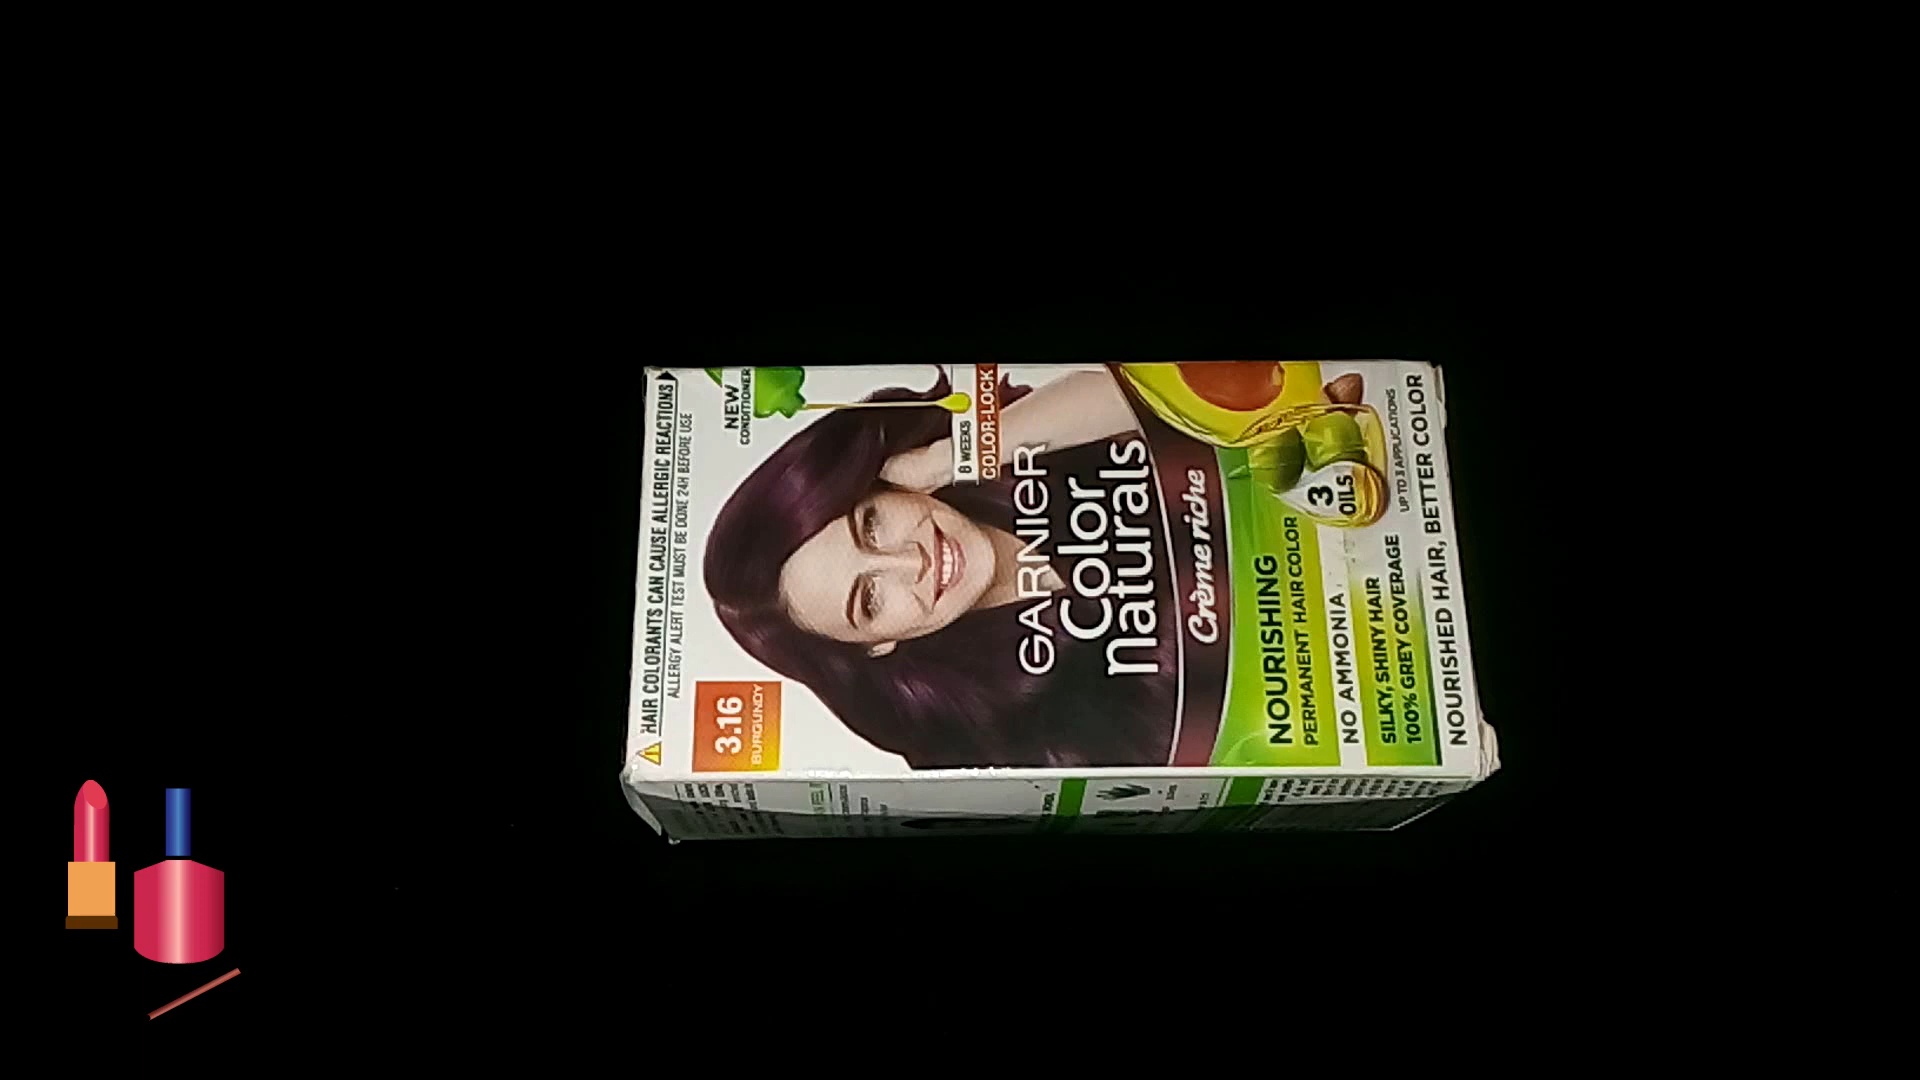 HAIR COLORANTS CAN CAUSE ALLERGIC REACTIONS
ALLERGY ALERT TEST MUST BE DONE 24H BEFORE USE
NEW
CONDITIONER
3.16
BURGUNDY
8 WEEKS
COLOR-LOCK
GARNIER
Color
naturals
Crème riche
NOURISHING
PERMANENT HAIR COLOR
3
OILS
NO AMMONIA
UP TO 3 APPLICATIONS
SILKY, SHINY HAIR
100% GREY COVERAGE
NOURISHED HAIR, BETTER COLOR